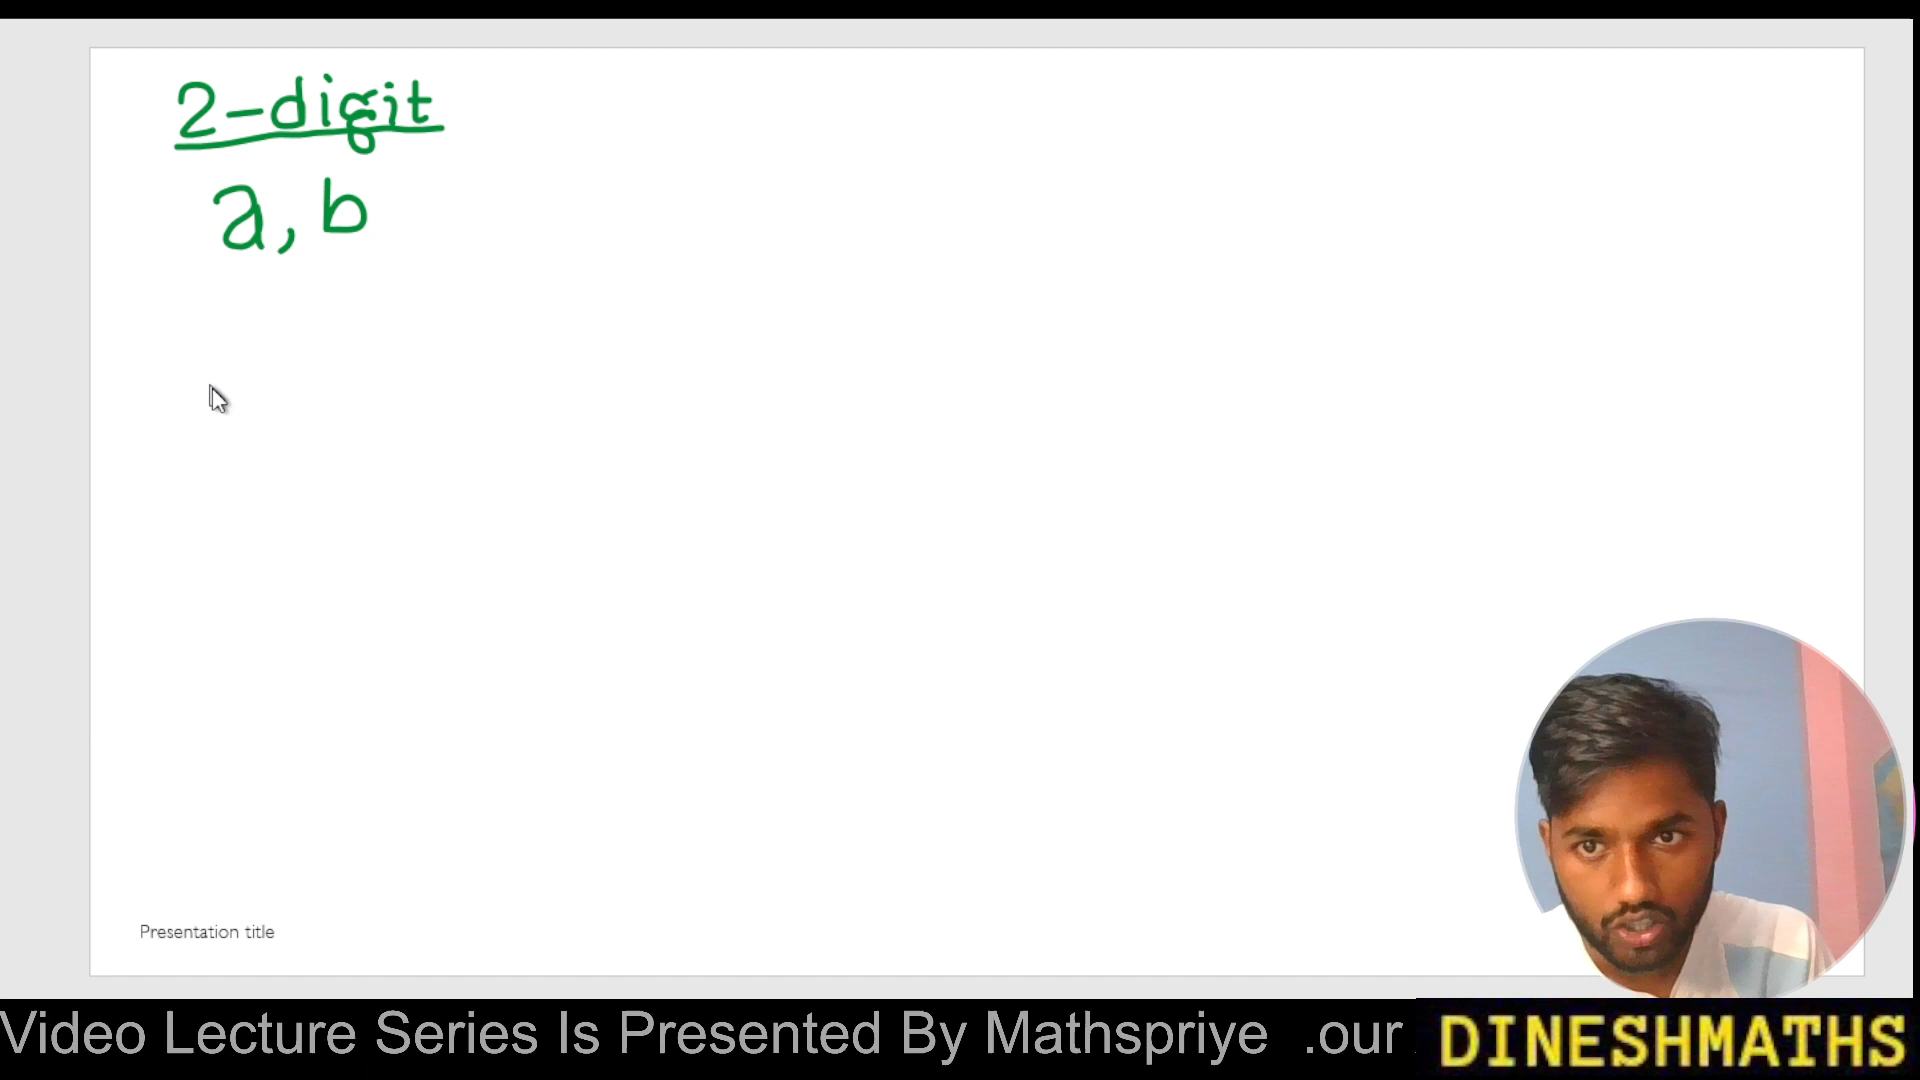 2-digit
a, b
Presentation title
Video Lecture Series Is Presented By Mathspriye .our
DINESHMATHS